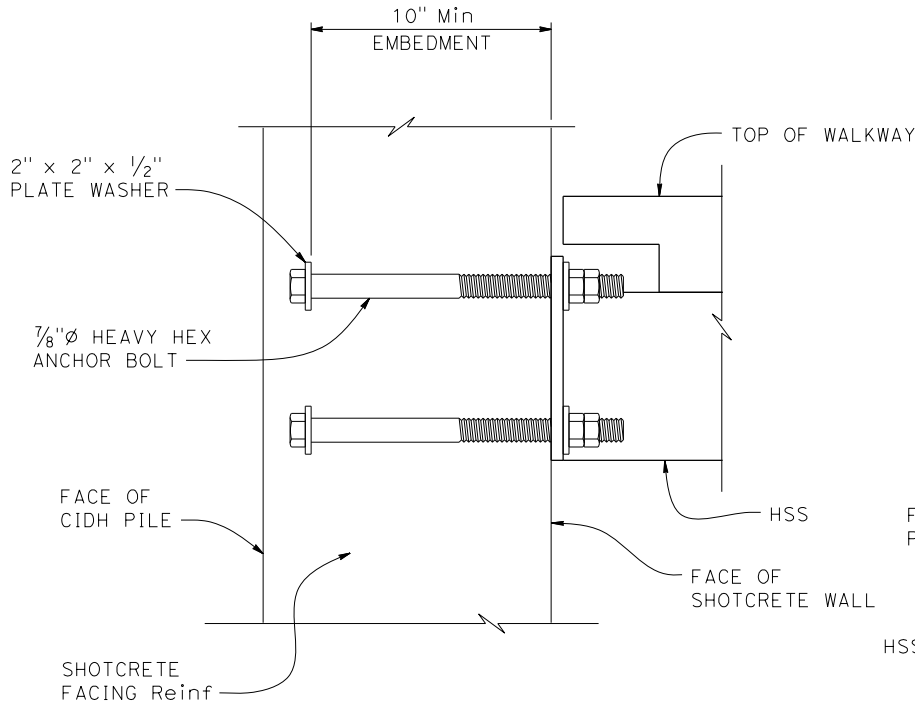 10" Min
EMBEDMENT
TOP OF WALKWAY
2" x 2" x 1/2"
PLATE WASHER
7/8"Ø HEAVY HEX
ANCHOR BOLT
FACE OF
CIDH PILE
HSS
F
P
FACE OF
SHOTCRETE WALL
HSS
SHOTCRETE
FACING Reinf